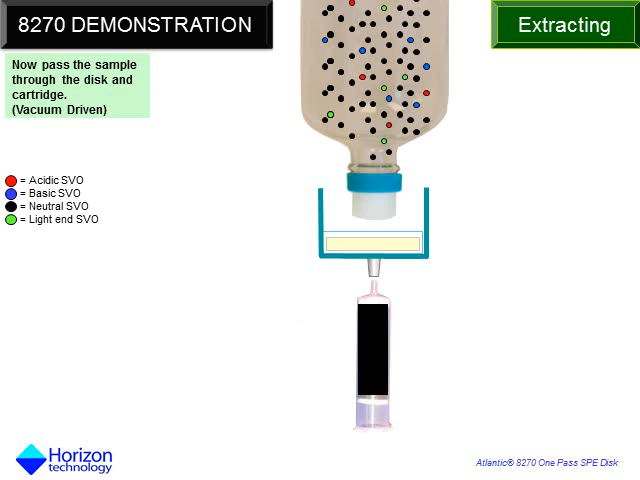 8270 DEMONSTRATION
Extracting
Now pass the sample
through the disk and
cartridge.
(Vacuum Driven)
= Acidic SVO
= Basic SVO
= Neutral SVO
= Light end SVO
Horizon
technology
Atlantic® 8270 One Pass SPE Disk